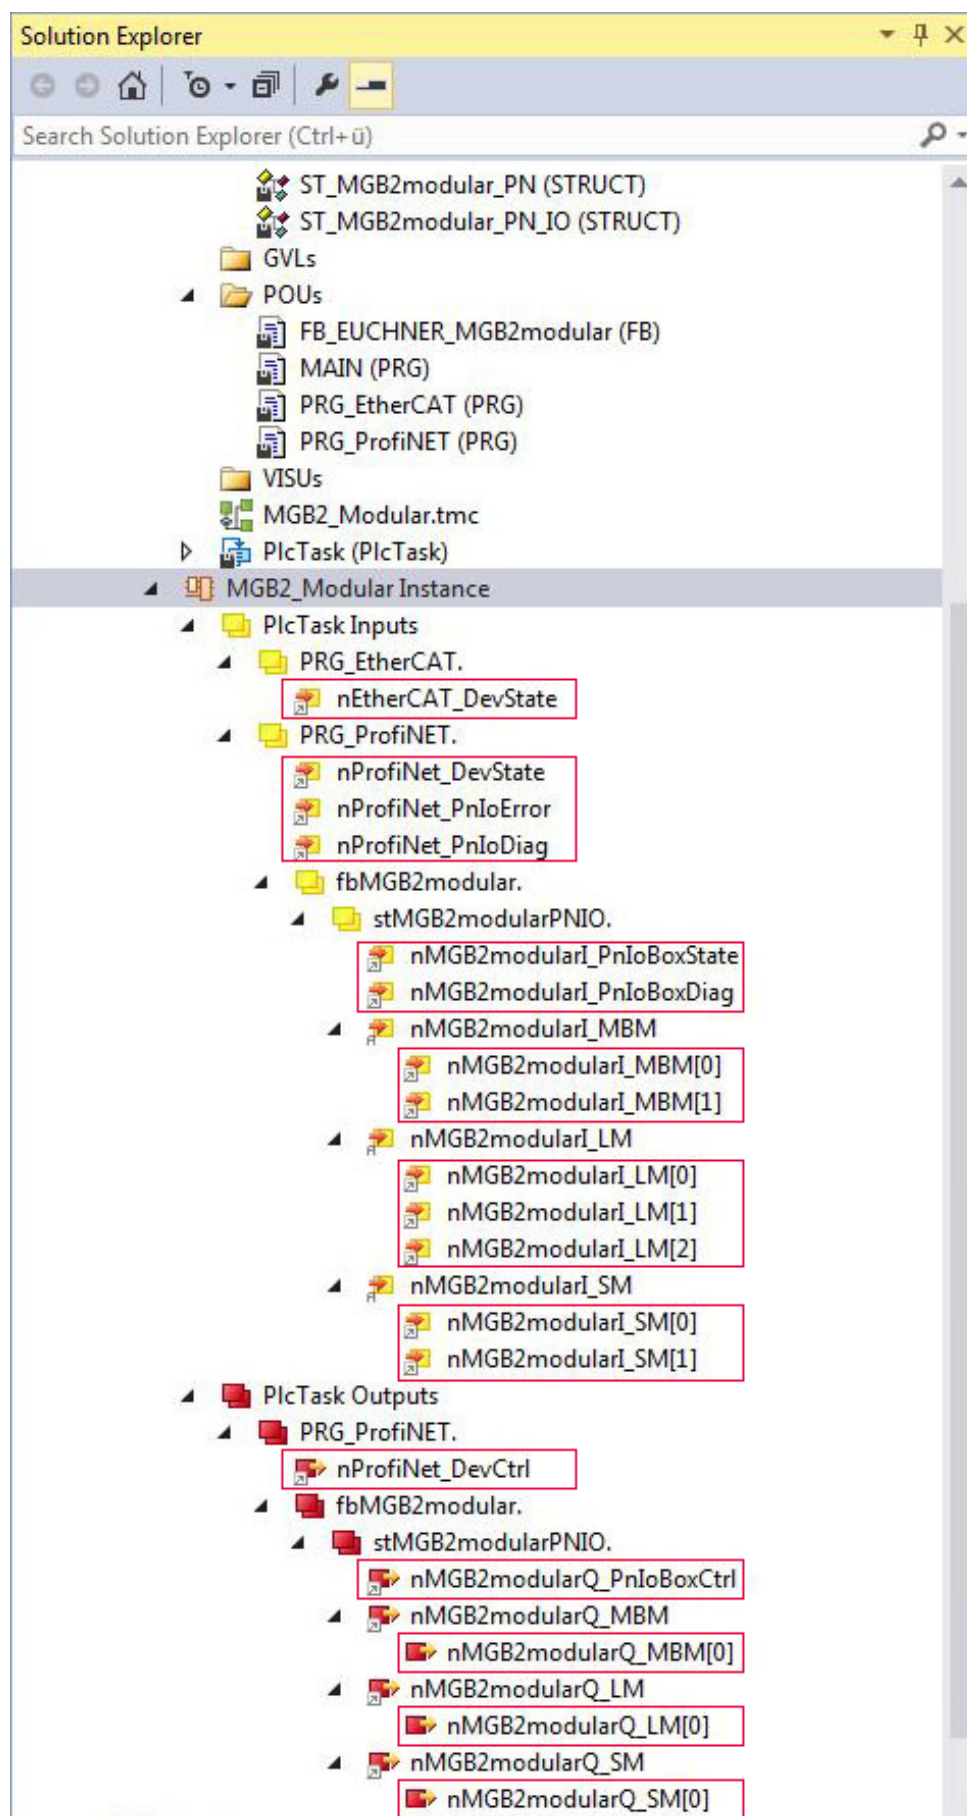 Solution Explorer
Search Solution Explorer (Ctrl+ü)
ST_MGB2modular_PN (STRUCT)
ST_MGB2modular_PN_IO (STRUCT)
GVLs
POUs
FB_EUCHNER_MGB2modular (FB)
MAIN (PRG)
PRG_EtherCAT (PRG)
PRG_ProfiNET (PRG)
VISUs
MGB2_Modular.tmc
PlcTask (PlcTask)
MGB2_Modular Instance
PlcTask Inputs
PRG_EtherCAT.
nEtherCAT_DevState
PRG_ProfiNET.
nProfiNet_DevState
nProfiNet_PnIoError
nProfiNet_PnIoDiag
fbMGB2modular.
stMGB2modularPNIO.
nMGB2modularI_PnIoBoxState
nMGB2modularI_PnIoBoxDiag
nMGB2modularI_MBM
nMGB2modularI_MBM[0]
nMGB2modularI_MBM[1]
nMGB2modularI_LM
nMGB2modularI_LM[0]
nMGB2modularI_LM[1]
nMGB2modularI_LM[2]
nMGB2modularI_SM
nMGB2modularI_SM[0]
nMGB2modularI_SM[1]
PlcTask Outputs
PRG_ProfiNET.
nProfiNet_DevCtrl
fbMGB2modular.
stMGB2modularPNIO.
nMGB2modularQ_PnIoBoxCtrl
nMGB2modularQ_MBM
nMGB2modularQ_MBM[0]
nMGB2modularQ_LM
nMGB2modularQ_LM[0]
nMGB2modularQ_SM
nMGB2modularQ_SM[0]